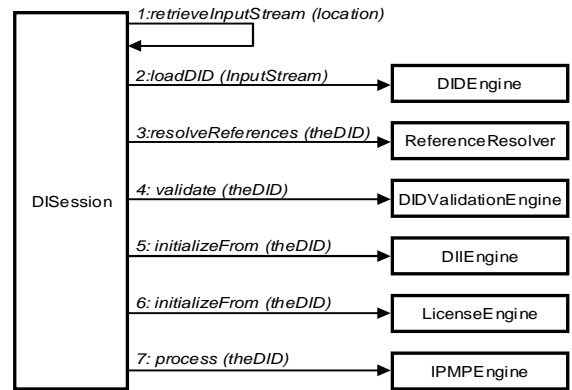 1:retrieveInputStream (location)
2:loadDID (InputStream)
DIDEngine
3:resolveReferences (theDID)
ReferenceResolver
DISession
4: validate (theDID)
DIDValidationEngine
5: initializeFrom (theDID)
DIIEngine
6: initializeFrom (theDID)
LicenseEngine
7: process (theDID)
IPMPEngine